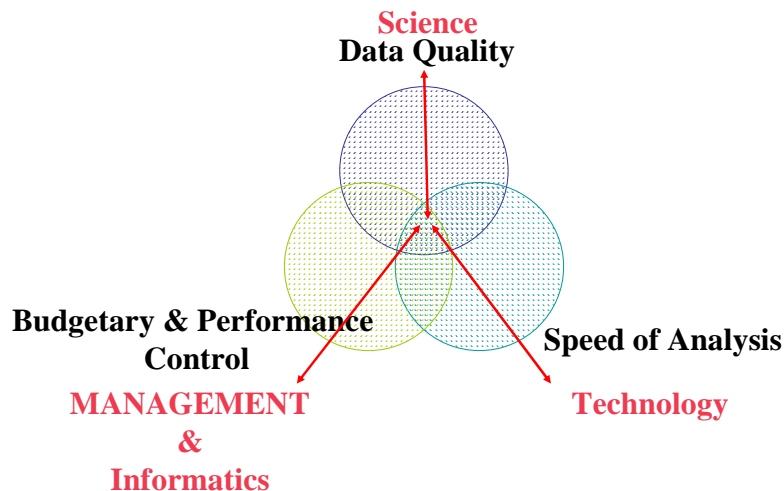 Science
Data Quality
Budgetary & Performance
Control
Speed of Analysis
MANAGEMENT
&
Informatics
Technology